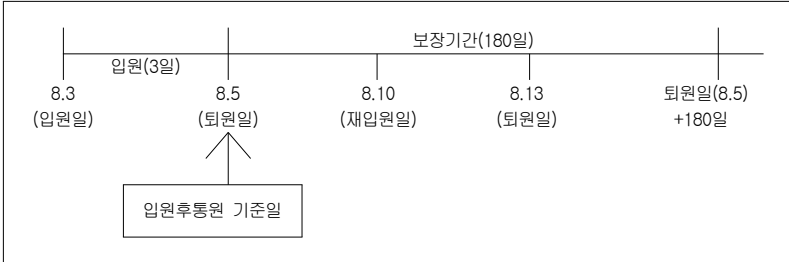 보장기간(180일)
입원(3일)
8.3
(입원일)
8.5
(퇴원일)
8.10
(재입원일)
8.13
(퇴원일)
퇴원일(8.5)
+180일
입원후통원 기준일